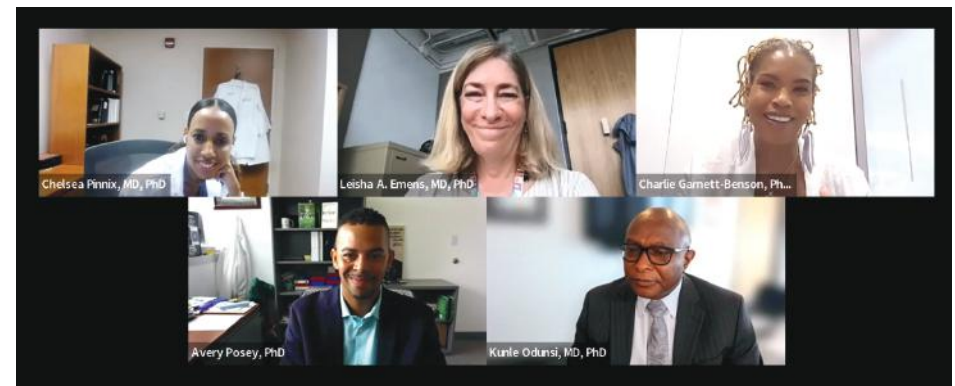 Chelsea Pinnix, MD, PhD
Leisha A. Emens, MD, PhD
Charlie Garnett-Benson, Ph...
Avery Posey, PhD
Kunle Odunsi, MD, PhD